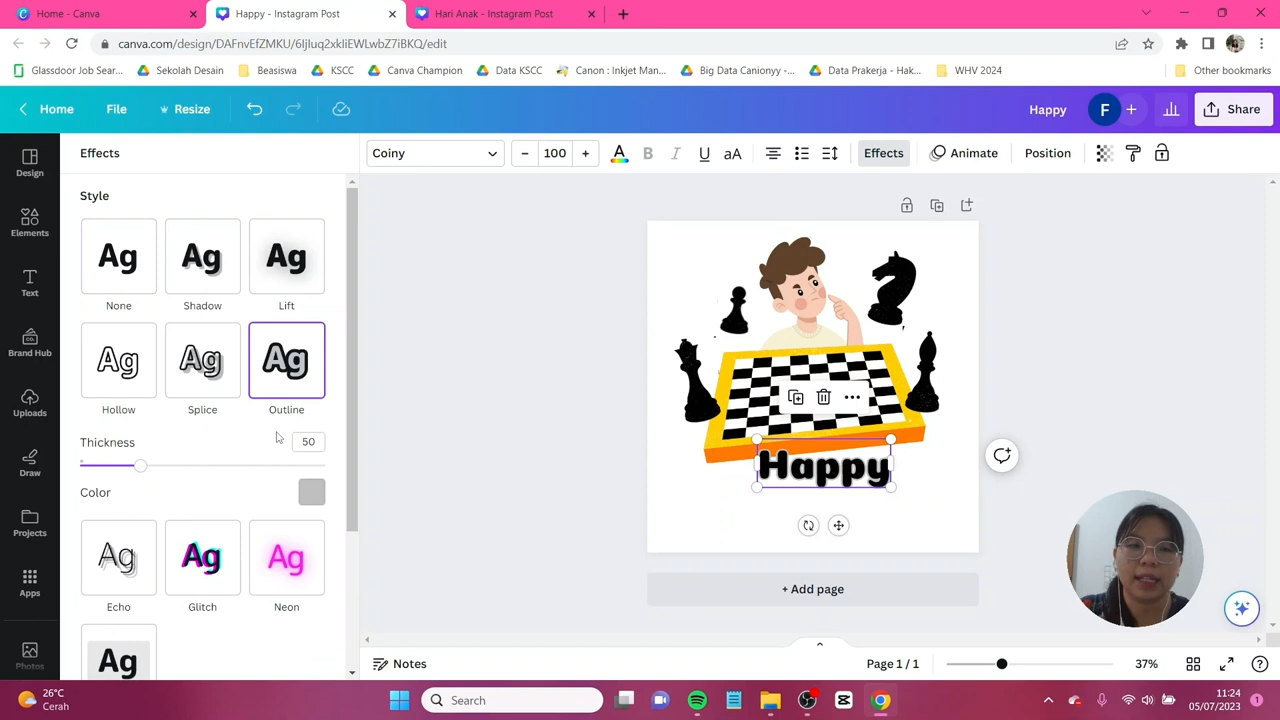 Home - Canva
Happy - Instagram Post
Hari Anak - Instagram Post
canva.com/design/DAFnvEfZMKU/6IJIuq2xkIiEWLwbZ7iBKQ/edit
Glassdoor Job Sear...
Sekolah Desain
Beasiswa
KSCC
Canva Champion
Data KSCC
Canon : Inkjet Man...
Big Data Canionyy -...
Data Prakerja - Hak...
WHV 2024
Other bookmarks
Home
File
Resize
Happy
F
Share
Design
Elements
Text
Brand Hub
Uploads
Draw
Projects
Apps
Photos
Effects
Style
Ag
None
Ag
Shadow
Ag
Lift
Ag
Hollow
Ag
Splice
Ag
Outline
Thickness
50
Color
Ag
Echo
Ag
Glitch
Ag
Neon
Ag
Coiny
100
A
B
I
U
aA
Effects
Animate
Position
Happy
+ Add page
Notes
Page 1 / 1
37%
26°C
Cerah
Search
11:24
05/07/2023
1